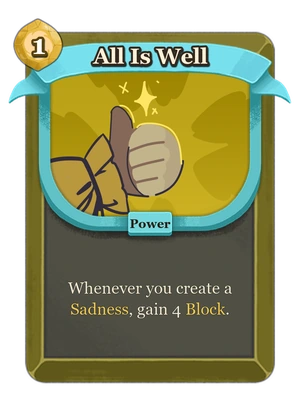 1
All Is Well
Power
Whenever you create a
Sadness, gain 4 Block.